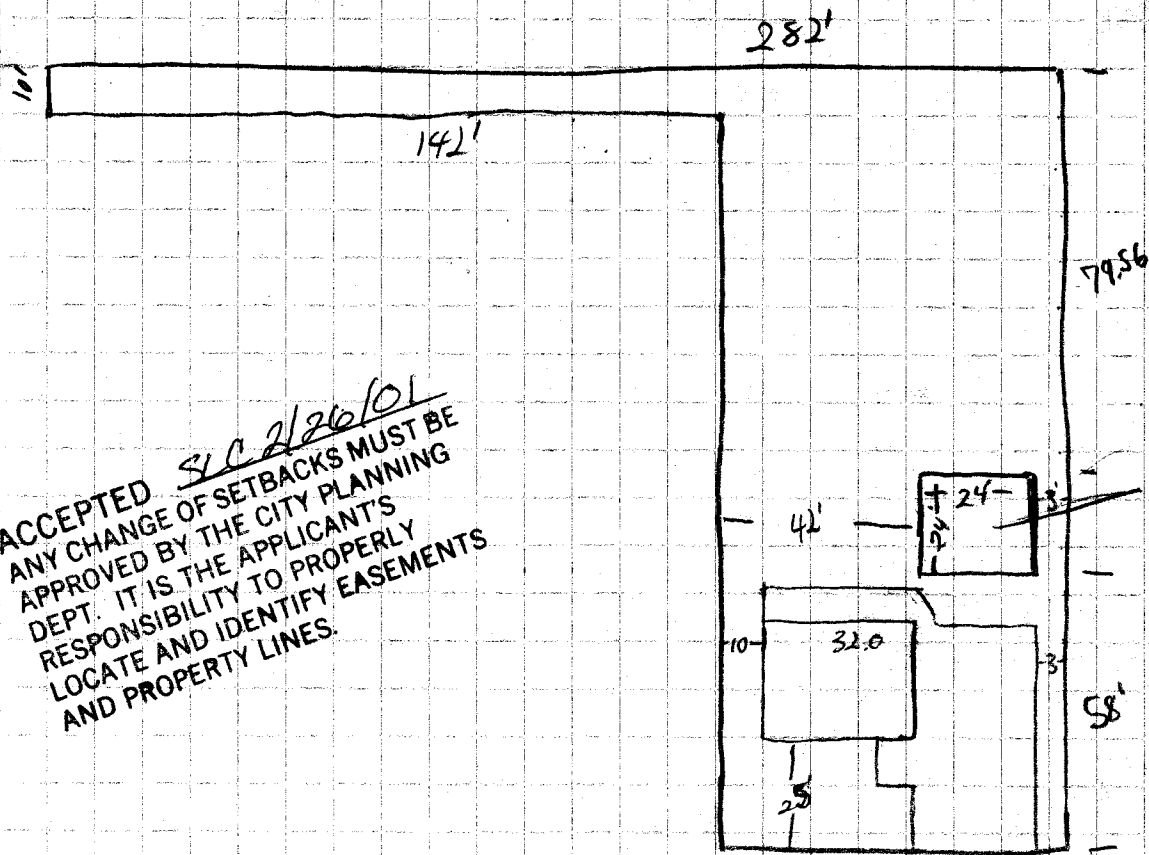 282'
10'
142'
79.56
ACCEPTED SLC 2/26/01
ANY CHANGE OF SETBACKS MUST BE
APPROVED BY THE CITY PLANNING
DEPT. IT IS THE APPLICANT'S
RESPONSIBILITY TO PROPERLY
LOCATE AND IDENTIFY EASEMENTS
AND PROPERTY LINES.
24
3'
42'
24
10
32.0
3
58'
25